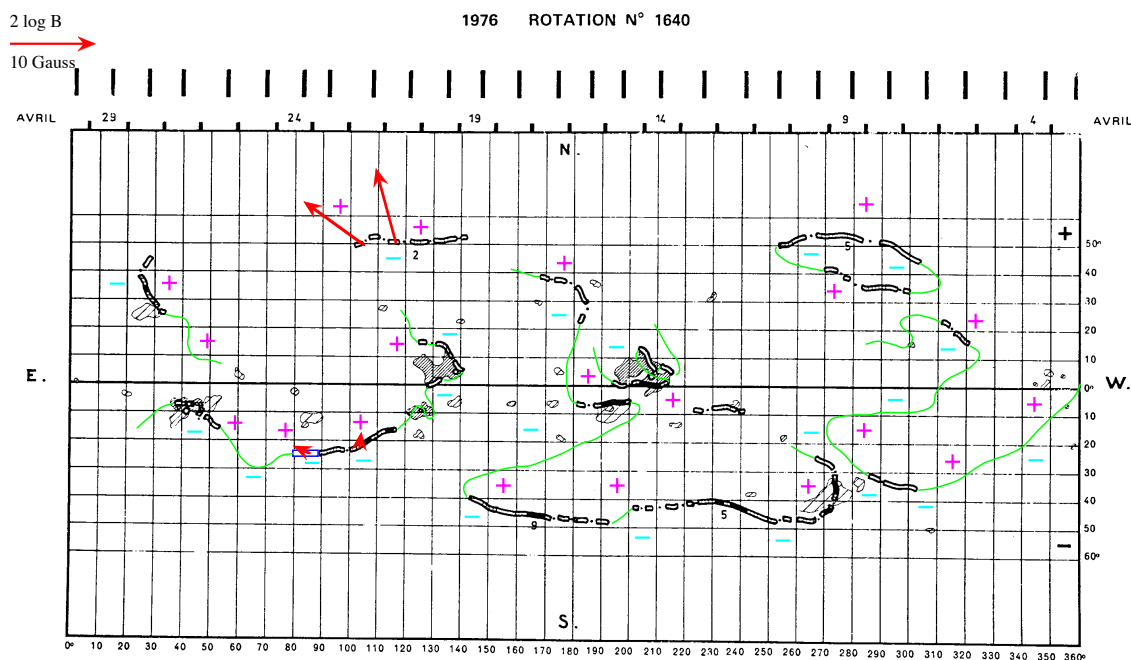 1976 ROTATION N° 1640
2 log B
10 Gauss
AVRIL 29 24 19 14 9 4 AVRIL
N.
+
5
50°
2
40
30
20
10
E. 0° W.
10
20
30
40
9 5 50
− 60°
S.
0° 10 20 30 40 50 60 70 80 90 100 110 120 130 140 150 160 170 180 190 200 210 220 230 240 250 260 270 280 290 300 310 320 330 340 350 360°